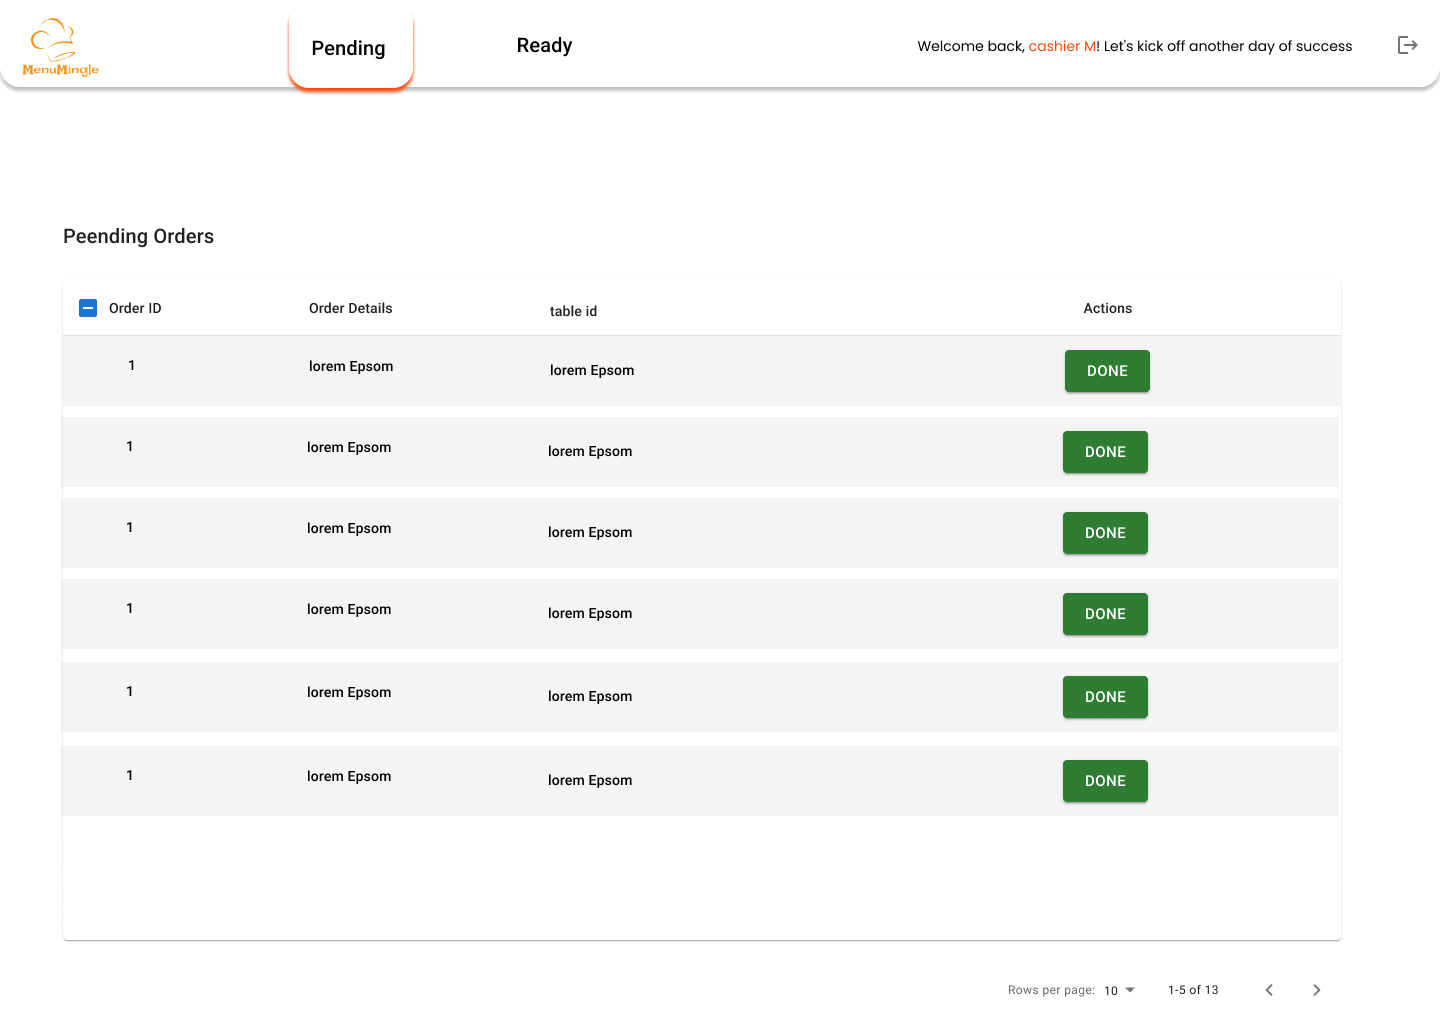 MenuMingle
Pending
Ready
Welcome back, cashier M! Let's kick off another day of success
Peending Orders
Order ID Order Details table id Actions
1 lorem Epsom lorem Epsom DONE
1 lorem Epsom lorem Epsom DONE
1 lorem Epsom lorem Epsom DONE
1 lorem Epsom lorem Epsom DONE
1 lorem Epsom lorem Epsom DONE
1 lorem Epsom lorem Epsom DONE
Rows per page: 10 1-5 of 13